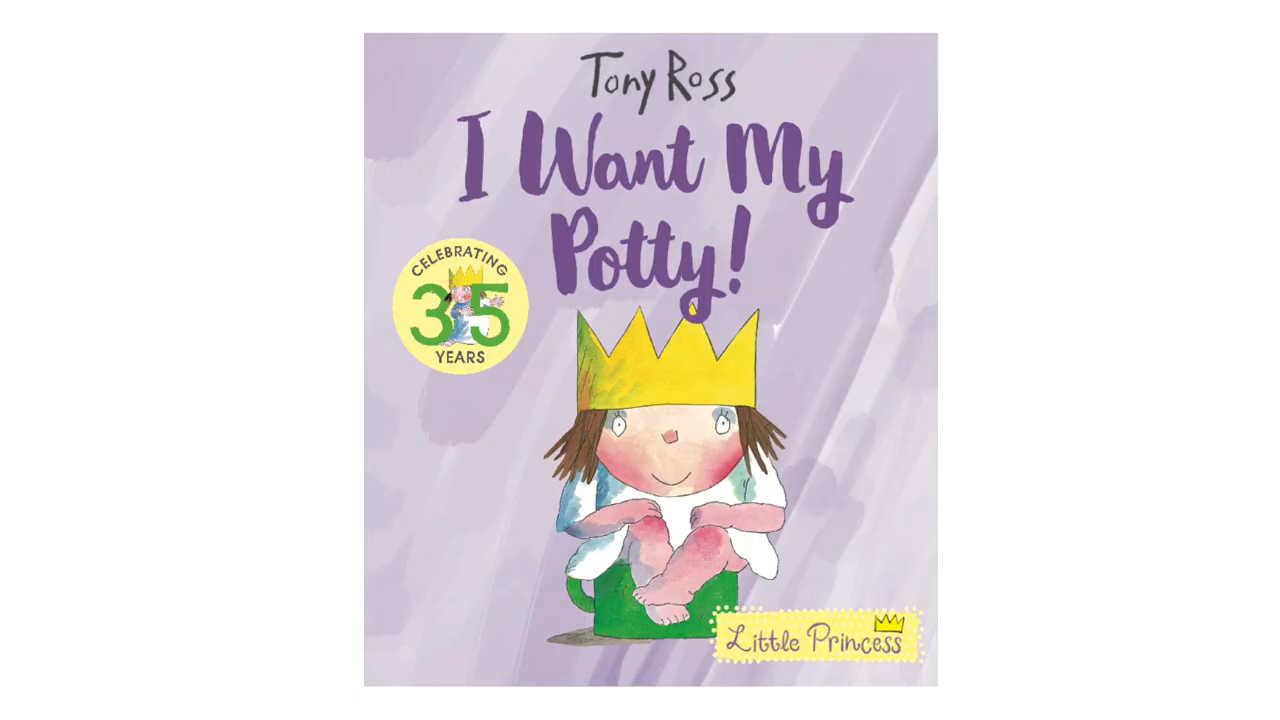 Tony Ross
I Want My
Potty!
CELEBRATING
35
YEARS
Little Princess